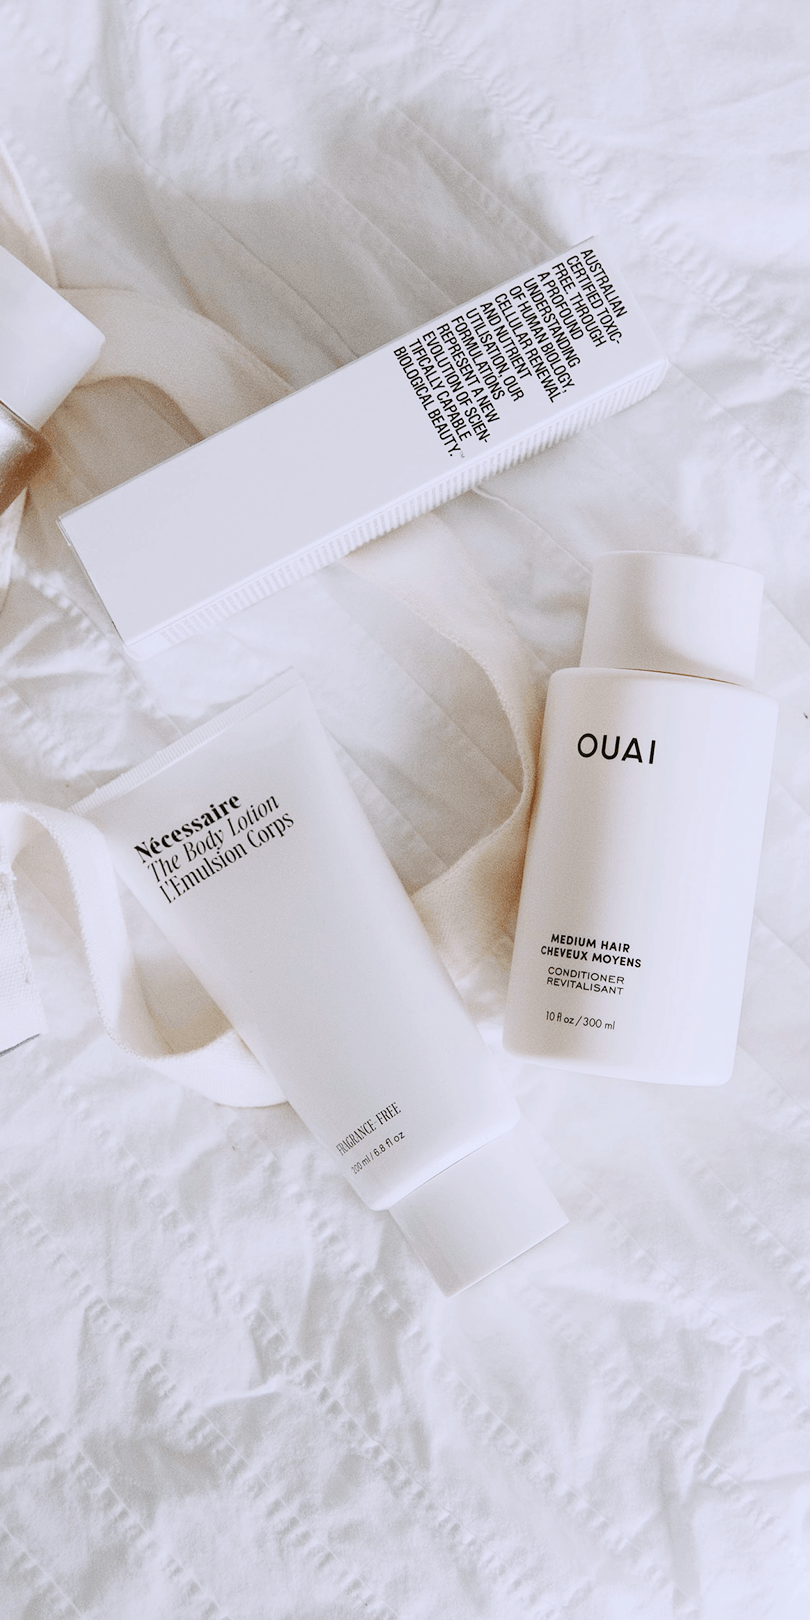 AUSTRALIAN
CERTIFIED TOXIC-
FREE. THROUGH
A PROFOUND
UNDERSTANDING
OF HUMAN BIOLOGY,
CELLULAR RENEWAL
AND NUTRIENT
UTILISATION. OUR
FORMULATIONS
REPRESENT A NEW
EVOLUTION OF SCIEN-
TIFICALLY CAPABLE
BIOLOGICAL BEAUTY.™
Nécessaire
The Body Lotion
L'Emulsion Corps
FRAGRANCE-FREE
200 ml / 6.8 fl oz
OUAI
MEDIUM HAIR
CHEVEUX MOYENS
CONDITIONER
REVITALISANT
10 fl oz / 300 ml